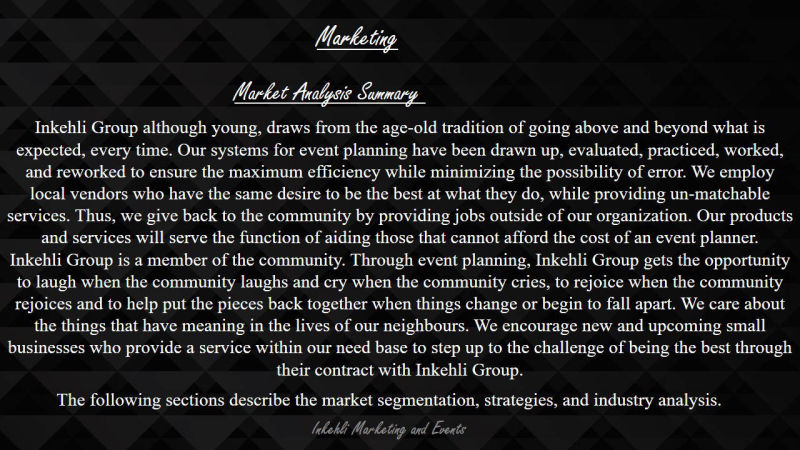 Marketing
Market Analysis Summary
Inkehli Group although young, draws from the age-old tradition of going above and beyond what is
expected, every time. Our systems for event planning have been drawn up, evaluated, practiced, worked,
and reworked to ensure the maximum efficiency while minimizing the possibility of error. We employ
local vendors who have the same desire to be the best at what they do, while providing un-matchable
services. Thus, we give back to the community by providing jobs outside of our organization. Our products
and services will serve the function of aiding those that cannot afford the cost of an event planner.
Inkehli Group is a member of the community. Through event planning, Inkehli Group gets the opportunity
to laugh when the community laughs and cry when the community cries, to rejoice when the community
rejoices and to help put the pieces back together when things change or begin to fall apart. We care about
the things that have meaning in the lives of our neighbours. We encourage new and upcoming small
businesses who provide a service within our need base to step up to the challenge of being the best through
their contract with Inkehli Group.
The following sections describe the market segmentation, strategies, and industry analysis.
Inkehli Marketing and Events